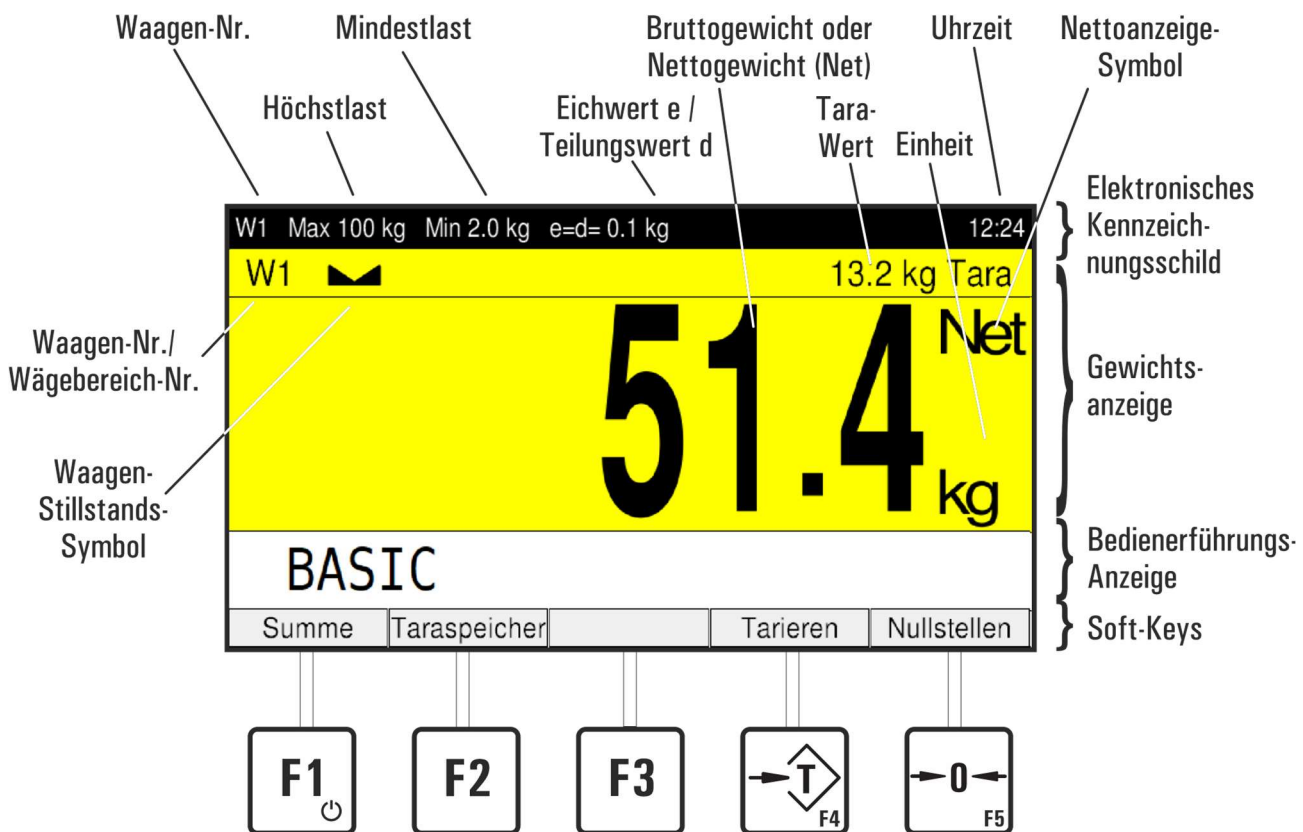 Waagen-Nr.
Mindestlast
Bruttogewicht oder
Nettogewicht (Net)
Uhrzeit
Nettoanzeige-
Symbol
Höchstlast
Eichwert e /
Teilungswert d
Tara-
Wert
Einheit
Elektronisches
Kennzeich-
nungsschild
W1 Max 100 kg Min 2.0 kg e=d= 0.1 kg 12:24
W1 13.2 kg Tara
51.4
Net
kg
Waagen-Nr./
Wägebereich-Nr.
Gewichts-
anzeige
Waagen-
Stillstands-
Symbol
BASIC
Bedienerführungs-
Anzeige
Summe Taraspeicher Tarieren Nullstellen
Soft-Keys
F1
F2
F3
T
F4
0
F5